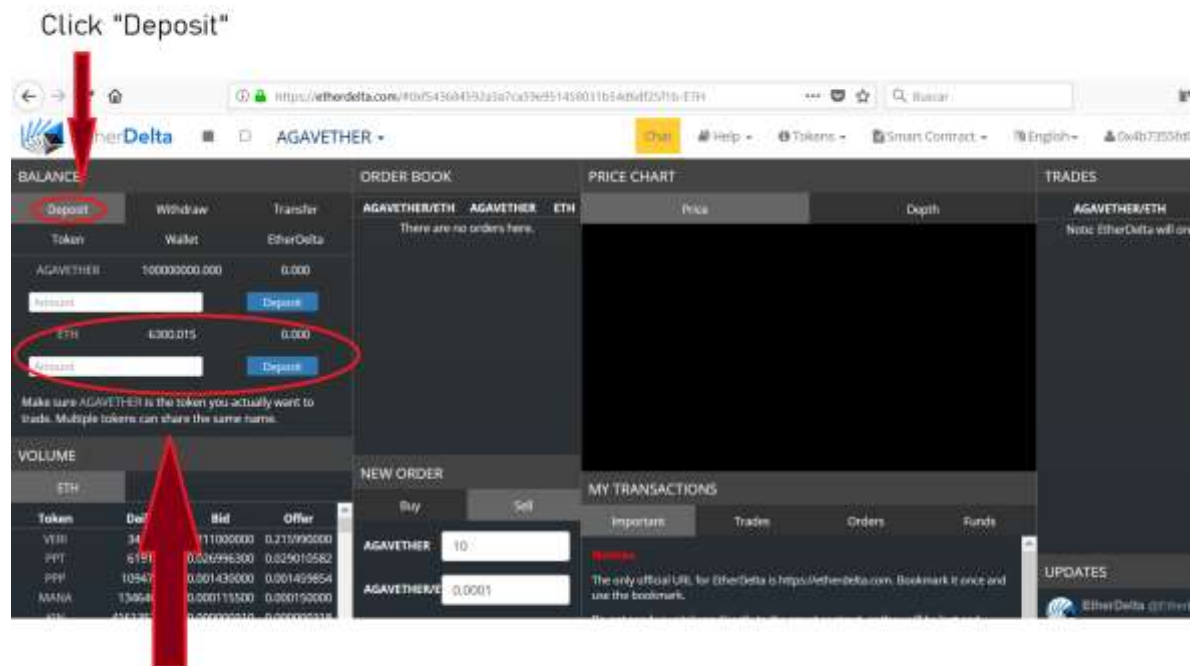 Click "Deposit"
AGAVETHER
Chat Help Tokens Smart Contract English
BALANCE
Deposit Withdraw Transfer
Token Wallet EtherDelta
AGAVETHER 100000000.000 0.000
Amount Deposit
ETH 6300.015 0.000
Amount Deposit
Make sure AGAVETHER is the token you actually want to
trade. Multiple tokens can share the same name.
VOLUME
ETH
Token Bid Offer
VERI 0.215990000
PPT 0.026996300 0.029010582
PPP 0.001430000 0.001499854
MANA 0.000115500 0.000150000
ORDER BOOK
AGAVETHER/ETH AGAVETHER ETH
There are no orders here.
NEW ORDER
Buy Sell
AGAVETHER 10
0.0001
PRICE CHART
Price Depth
MY TRANSACTIONS
Important Trades Orders Funds
The only official URL for EtherDelta is https://etherdelta.com. Bookmark it once and
use the bookmark.
TRADES
AGAVETHER/ETH
Note: EtherDelta will
UPDATES
EtherDelta